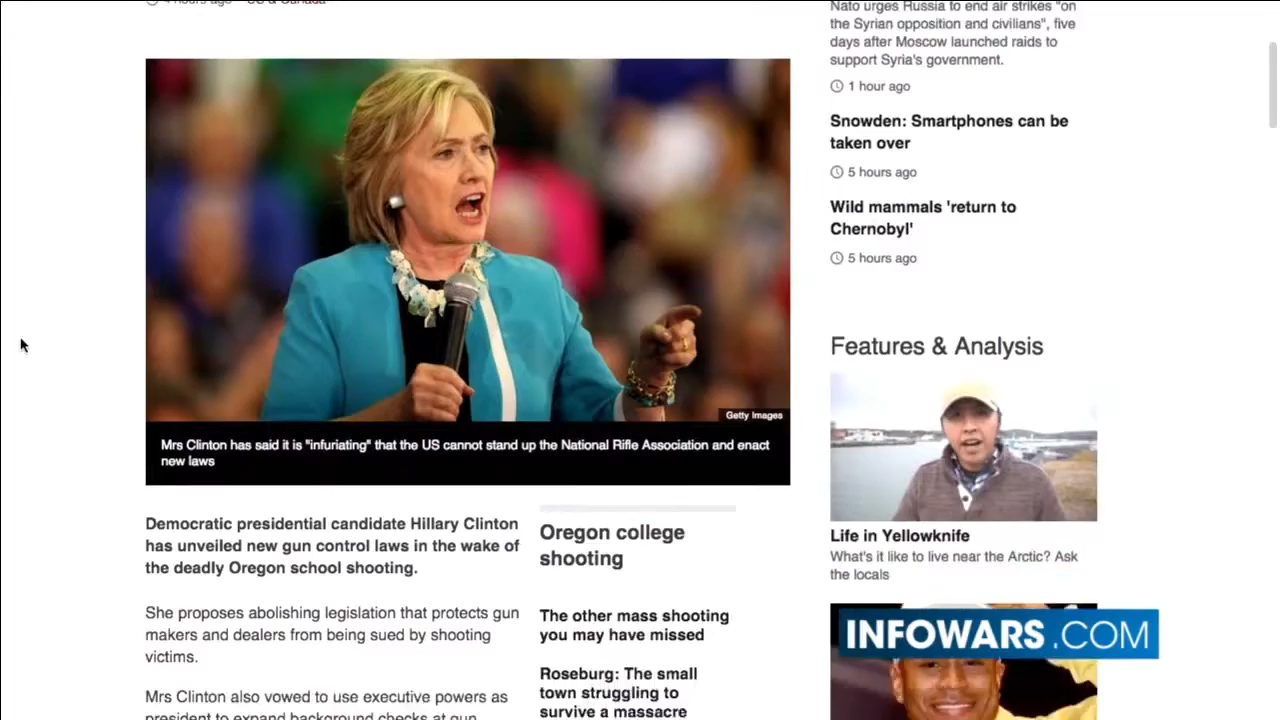 4 hours ago
US & Canada
Getty Images
Mrs Clinton has said it is "infuriating" that the US cannot stand up the National Rifle Association and enact
new laws
Democratic presidential candidate Hillary Clinton
has unveiled new gun control laws in the wake of
the deadly Oregon school shooting.
She proposes abolishing legislation that protects gun
makers and dealers from being sued by shooting
victims.
Mrs Clinton also vowed to use executive powers as
president to expand background checks at gun
Oregon college
shooting
The other mass shooting
you may have missed
Roseburg: The small
town struggling to
survive a massacre
Nato urges Russia to end air strikes "on
the Syrian opposition and civilians", five
days after Moscow launched raids to
support Syria's government.
1 hour ago
Snowden: Smartphones can be
taken over
5 hours ago
Wild mammals 'return to
Chernobyl'
5 hours ago
Features & Analysis
Life in Yellowknife
What's it like to live near the Arctic? Ask
the locals
INFOWARS.COM